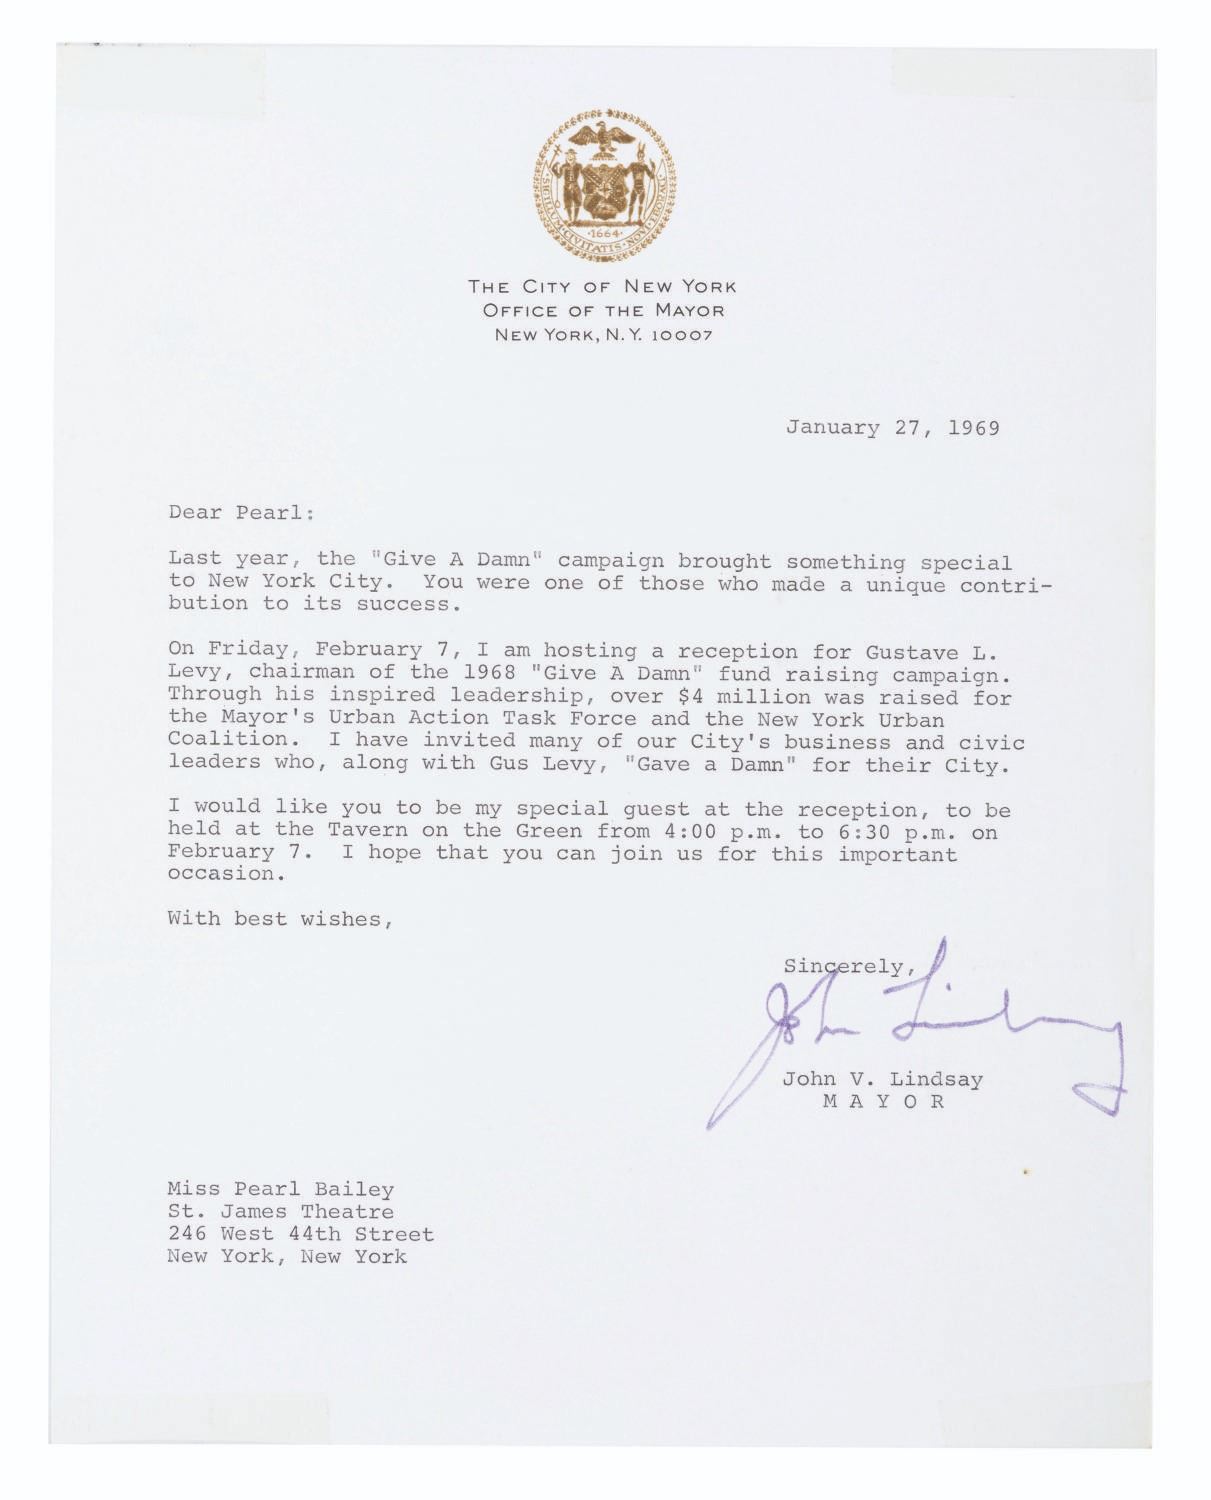 SIGILLUM·CIVITATIS·NOVI·EBORACI
·1664·
THE CITY OF NEW YORK
OFFICE OF THE MAYOR
NEW YORK, N.Y. 10007
January 27, 1969
Dear Pearl:
Last year, the "Give A Damn" campaign brought something special
to New York City.  You were one of those who made a unique contri-
bution to its success.
On Friday, February 7, I am hosting a reception for Gustave L.
Levy, chairman of the 1968 "Give A Damn" fund raising campaign.
Through his inspired leadership, over $4 million was raised for
the Mayor's Urban Action Task Force and the New York Urban
Coalition.  I have invited many of our City's business and civic
leaders who, along with Gus Levy, "Gave a Damn" for their City.
I would like you to be my special guest at the reception, to be
held at the Tavern on the Green from 4:00 p.m. to 6:30 p.m. on
February 7.  I hope that you can join us for this important
occasion.
With best wishes,
Sincerely,
John Lindsay
John V. Lindsay
M A Y O R
Miss Pearl Bailey
St. James Theatre
246 West 44th Street
New York, New York